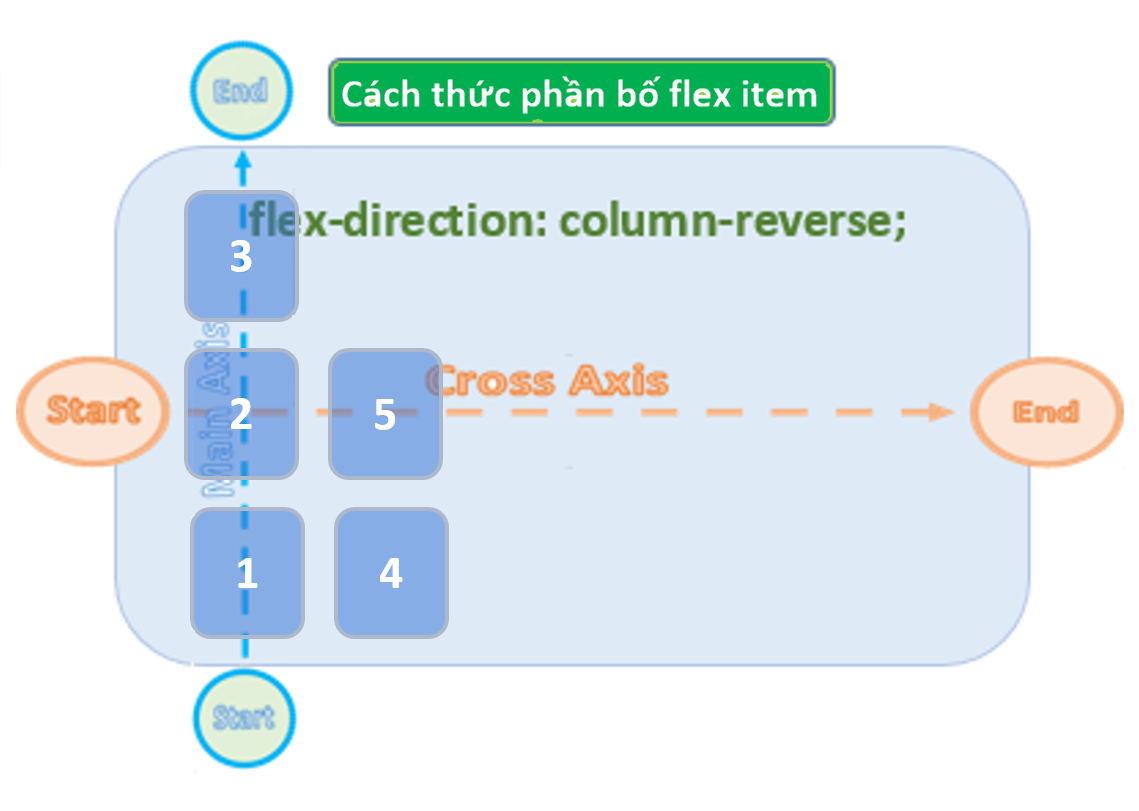 End
Cách thức phần bố flex item
flex-direction: column-reverse;
3
Main Axis
Cross Axis
Start
2
5
End
1
4
Start